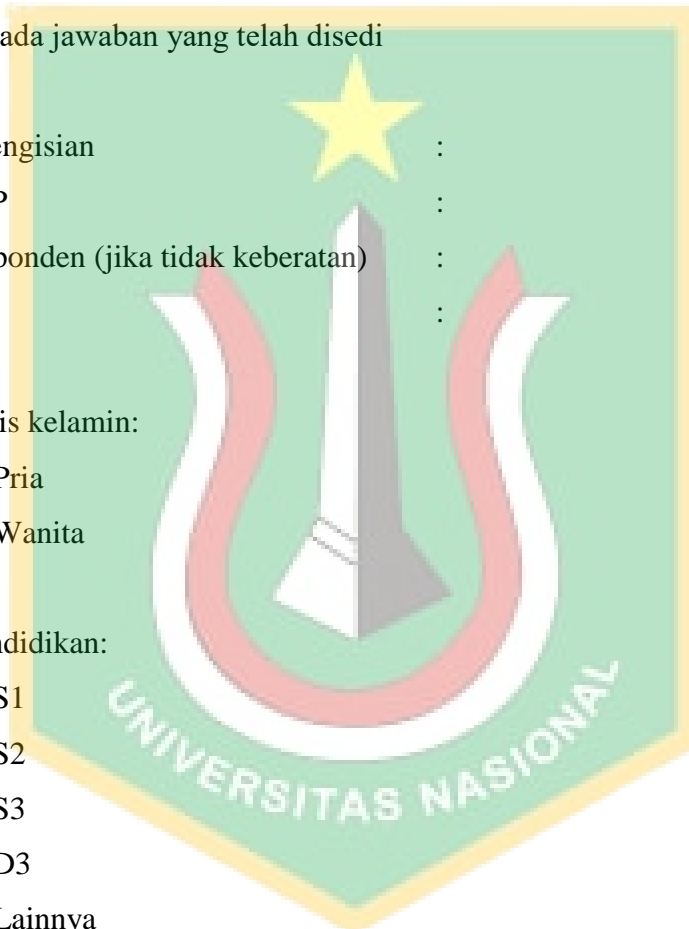 ada jawaban yang telah disedi
engisian :
P :
ponden (jika tidak keberatan) :
:
is kelamin:
Pria
Wanita
ndidikan:
S1
S2
S3
D3
Lainnya
UNIVERSITAS NASIONAL